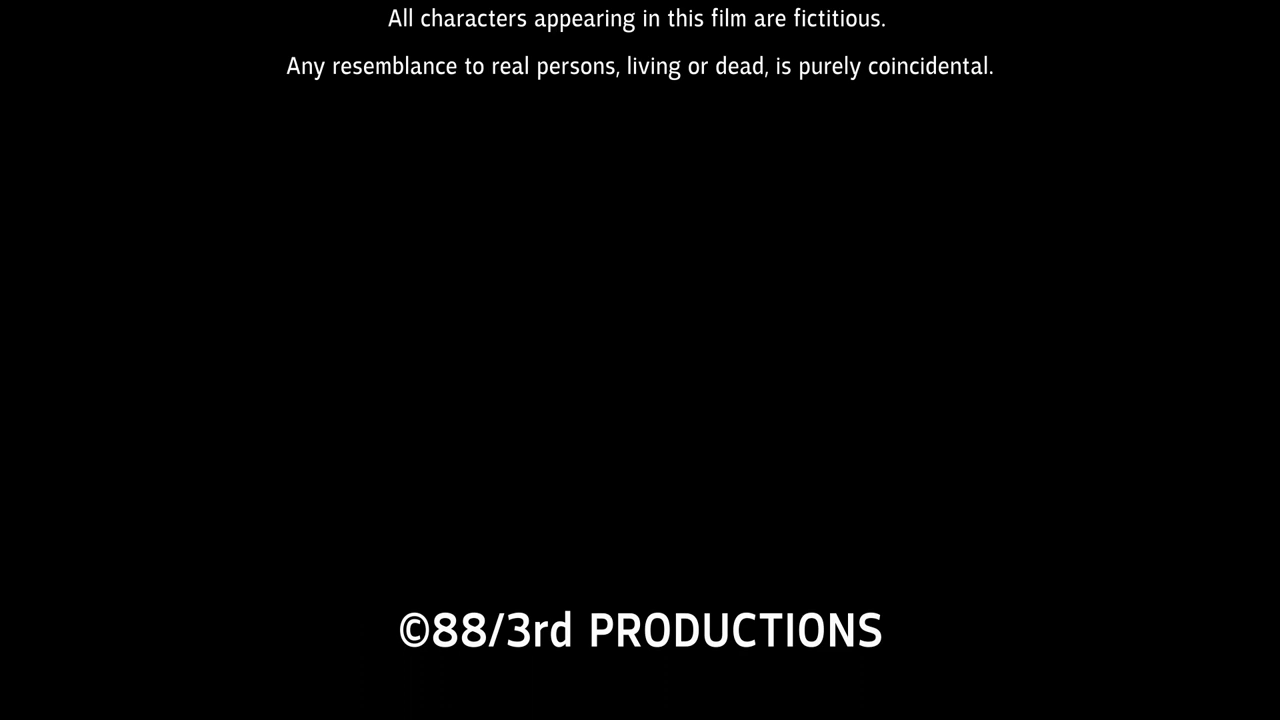 All characters appearing in this film are fictitious.
Any resemblance to real persons, living or dead, is purely coincidental.
©88/3rd PRODUCTIONS